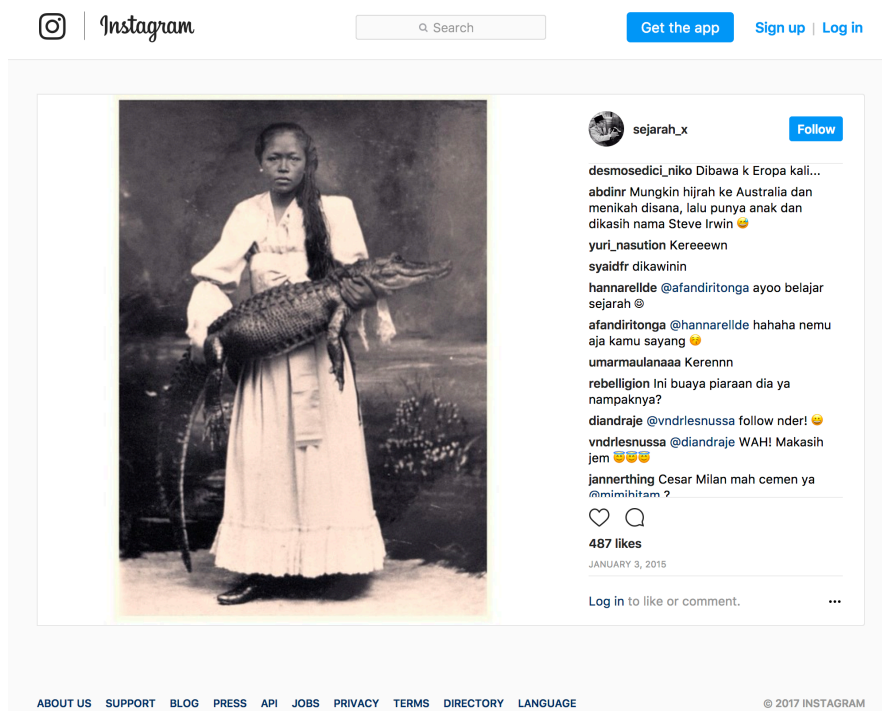 Instagram
Search
Get the app
Sign up | Log in
sejarah_x
Follow
desmosedici_niko Dibawa k Eropa kali...
abdinr Mungkin hijrah ke Australia dan
menikah disana, lalu punya anak dan
dikasih nama Steve Irwin 😅
yuri_nasution Kereeewn
syaidfr dikawinin
hannarellde @afandiritonga ayoo belajar
sejarah ☺
afandiritonga @hannarellde hahaha nemu
aja kamu sayang 😚
umarmaulanaaa Kerennn
rebelligion Ini buaya piaraan dia ya
nampaknya?
diandraje @vndrlesnussa follow nder! 😄
vndrlesnussa @diandraje WAH! Makasih
jem 😇😇😇
jannerthing Cesar Milan mah cemen ya
@mimihitam ?
487 likes
JANUARY 3, 2015
Log in to like or comment.
ABOUT US SUPPORT BLOG PRESS API JOBS PRIVACY TERMS DIRECTORY LANGUAGE
© 2017 INSTAGRAM